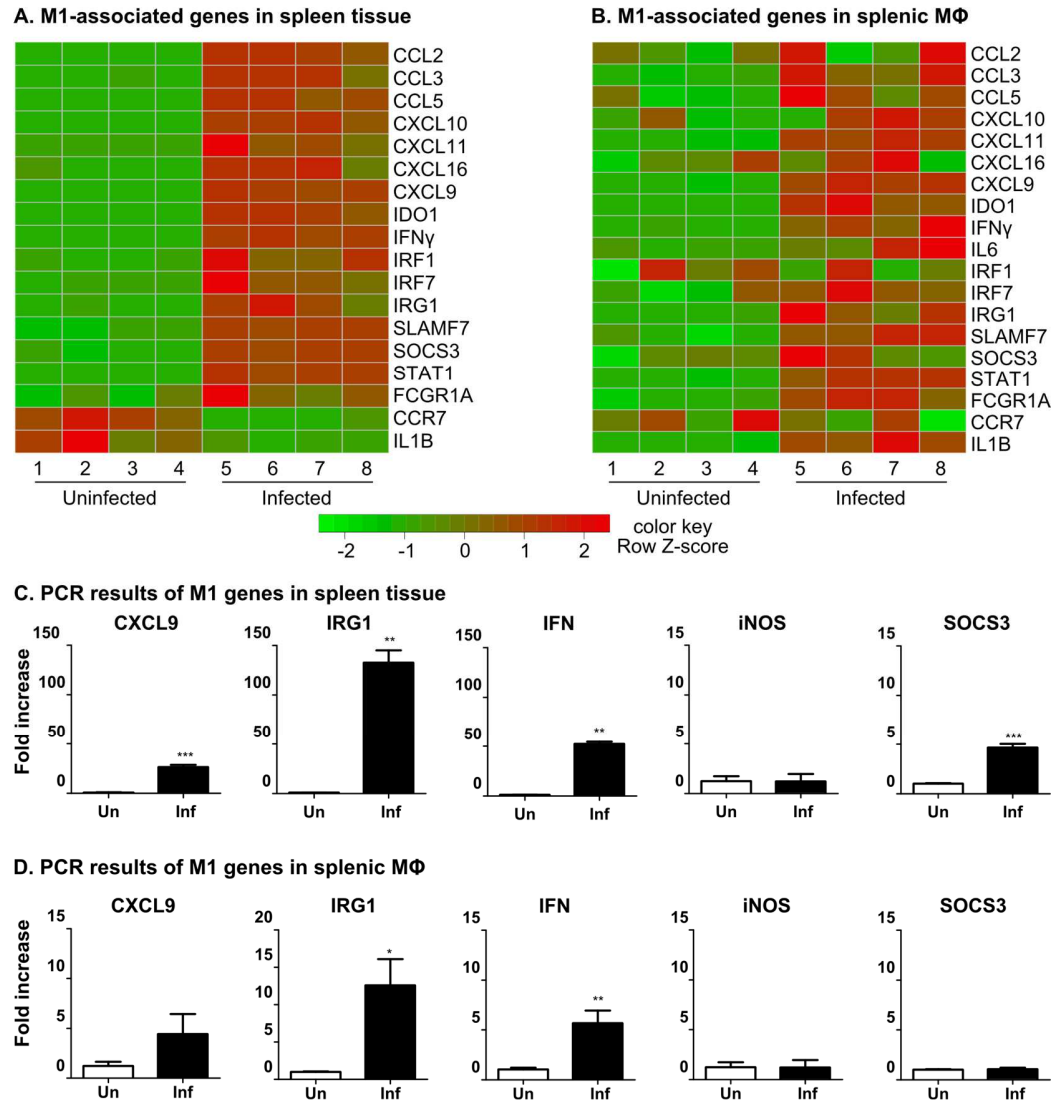 A. M1-associated genes in spleen tissue
CCL2
CCL3
CCL5
CXCL10
CXCL11
CXCL16
CXCL9
IDO1
IFNγ
IRF1
IRF7
IRG1
SLAMF7
SOCS3
STAT1
FCGR1A
CCR7
IL1B
1 2 3 4 5 6 7 8
Uninfected Infected
B. M1-associated genes in splenic MΦ
CCL2
CCL3
CCL5
CXCL10
CXCL11
CXCL16
CXCL9
IDO1
IFNγ
IL6
IRF1
IRF7
IRG1
SLAMF7
SOCS3
STAT1
FCGR1A
CCR7
IL1B
1 2 3 4 5 6 7 8
Uninfected Infected
-2 -1 0 1 2
color key
Row Z-score
C. PCR results of M1 genes in spleen tissue
Fold increase
CXCL9
150
100
50
0
***
Un Inf
IRG1
150
100
50
0
**
Un Inf
IFN
150
100
50
0
**
Un Inf
iNOS
15
10
5
0
Un Inf
SOCS3
15
10
5
0
***
Un Inf
D. PCR results of M1 genes in splenic MΦ
Fold increase
CXCL9
15
10
5
0
Un Inf
IRG1
20
15
10
5
0
*
Un Inf
IFN
15
10
5
0
**
Un Inf
iNOS
15
10
5
0
Un Inf
SOCS3
15
10
5
0
Un Inf